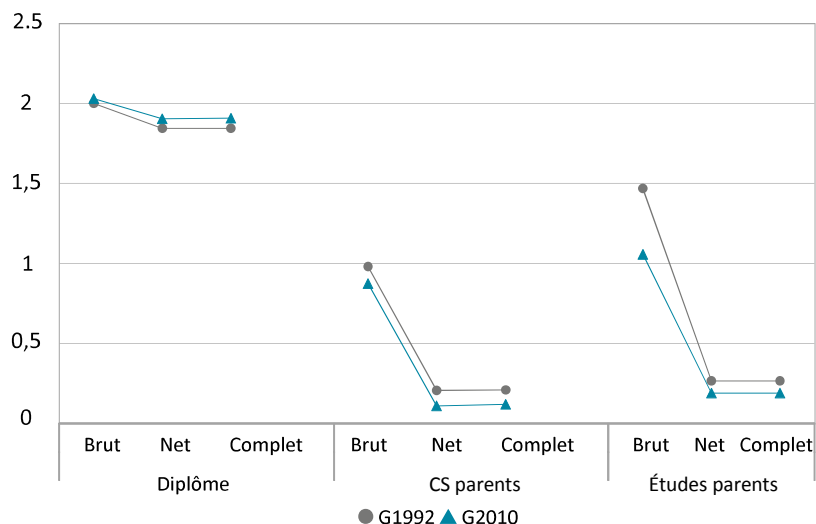 2.5
2
1,5
1
0,5
0
Brut Net Complet Brut Net Complet Brut Net Complet
Diplôme CS parents Études parents
G1992 G2010